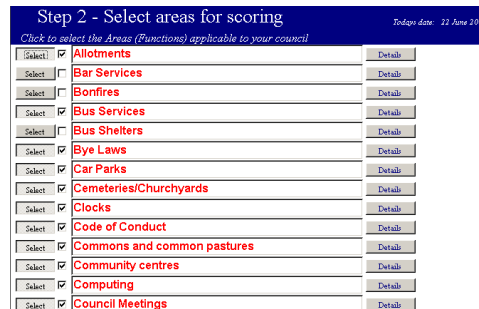 Step 2 - Select areas for scoring
Todays date: 22 June 20
Click to select the Areas (Functions) applicable to your council
Select Allotments Details
Select Bar Services Details
Select Bonfires Details
Select Bus Services Details
Select Bus Shelters Details
Select Bye Laws Details
Select Car Parks Details
Select Cemeteries/Churchyards Details
Select Clocks Details
Select Code of Conduct Details
Select Commons and common pastures Details
Select Community centres Details
Select Computing Details
Select Council Meetings Details